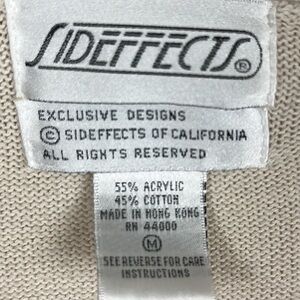 SIDEFFECTS®
EXCLUSIVE DESIGNS
© SIDEFFECTS OF CALIFORNIA
ALL RIGHTS RESERVED
55% ACRYLIC
45% COTTON
MADE IN HONG KONG
RN 44000
M
SEE REVERSE FOR CARE
INSTRUCTIONS